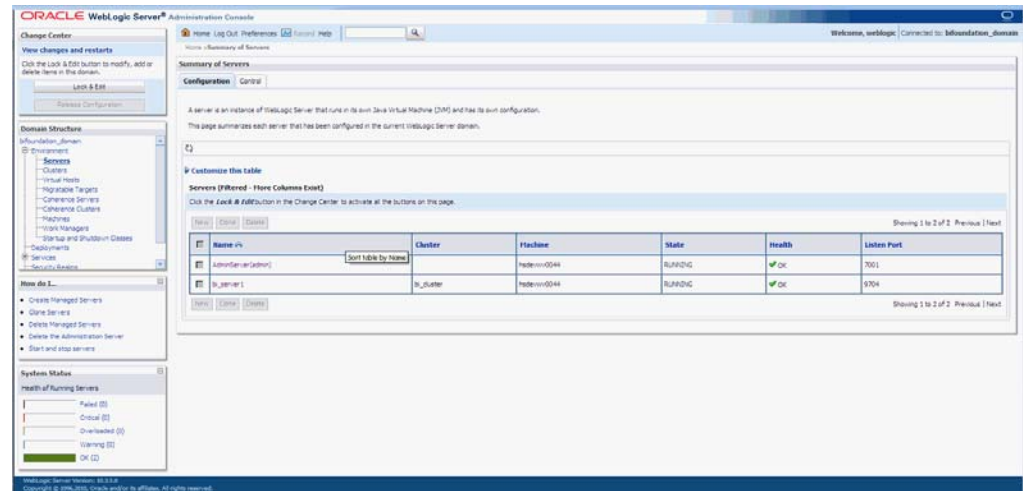 ORACLE WebLogic Server® Administration Console
Change Center
View changes and restarts
Click the Lock & Edit button to modify, add or
delete items in this domain.
Lock & Edit
Release Configuration
Domain Structure
bifoundation_domain
Environment
Servers
Clusters
Virtual Hosts
Migratable Targets
Coherence Servers
Coherence Clusters
Machines
Work Managers
Startup and Shutdown Classes
Deployments
Services
Security Realms
How do I...
Create Managed Servers
Clone Servers
Delete Managed Servers
Delete the Administration Server
Start and stop servers
System Status
Health of Running Servers
Failed (0)
Critical (0)
Overloaded (0)
Warning (0)
OK (2)
Home Log Out Preferences Record Help
Welcome, weblogic Connected to: bifoundation_domain
Home >Summary of Servers
Summary of Servers
Configuration Control
A server is an instance of WebLogic Server that runs in its own Java Virtual Machine (JVM) and has its own configuration.
This page summarizes each server that has been configured in the current WebLogic Server domain.
Customize this table
Servers (Filtered - More Columns Exist)
Click the Lock & Edit button in the Change Center to activate all the buttons on this page.
New Clone Delete Showing 1 to 2 of 2 Previous | Next
Name Cluster Machine State Health Listen Port
Sort table by Name
AdminServer(admin) RUNNING OK 7001
bi_server1 bi_cluster RUNNING OK 9704
New Clone Delete Showing 1 to 2 of 2 Previous | Next
WebLogic Server Version: 10.3.5.0
Copyright © 1996,2010, Oracle and/or its affiliates. All rights reserved.